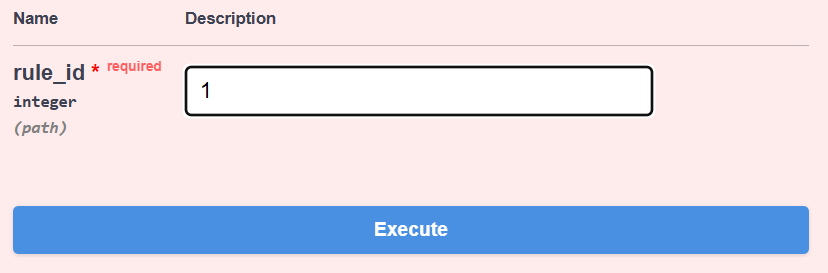 Name Description
rule_id * required
1
integer
(path)
Execute